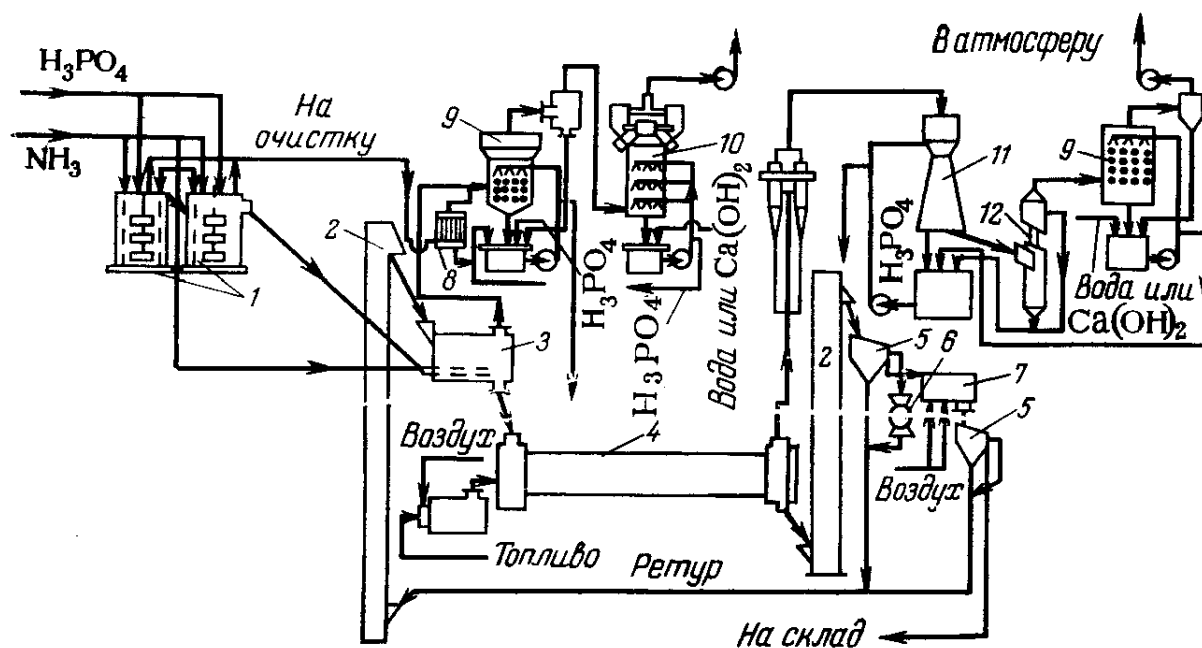 H₃PO₄
NH₃
На
очистку
В атмосферу
9
10
9
11
12
2
8
1
3
H₃PO₄
H₃PO₄
Вода или Ca(OH)₂
H₃PO₄
Вода или
Ca(OH)₂
2
5
6
7
5
4
Воздух
Воздух
Топливо
Ретур
На склад